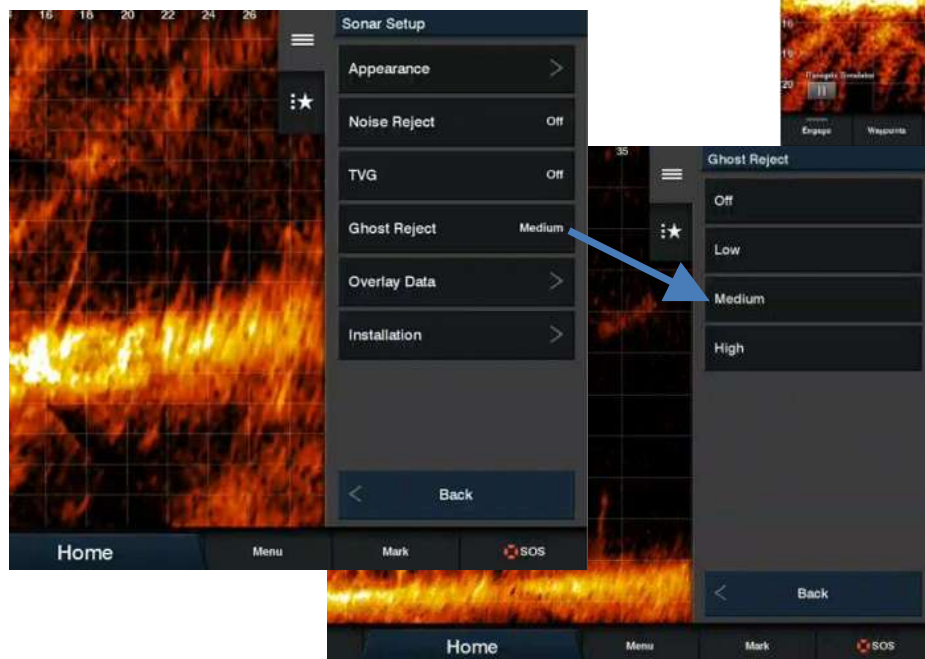 16 18 20 22 24 26
Sonar Setup
Appearance
Noise Reject Off
TVG Off
Ghost Reject Medium
Overlay Data
Installation
Back
Home Menu Mark SOS
16
20
Engage Waypoints
35
Ghost Reject
Off
Low
Medium
High
Back
Home Menu Mark SOS